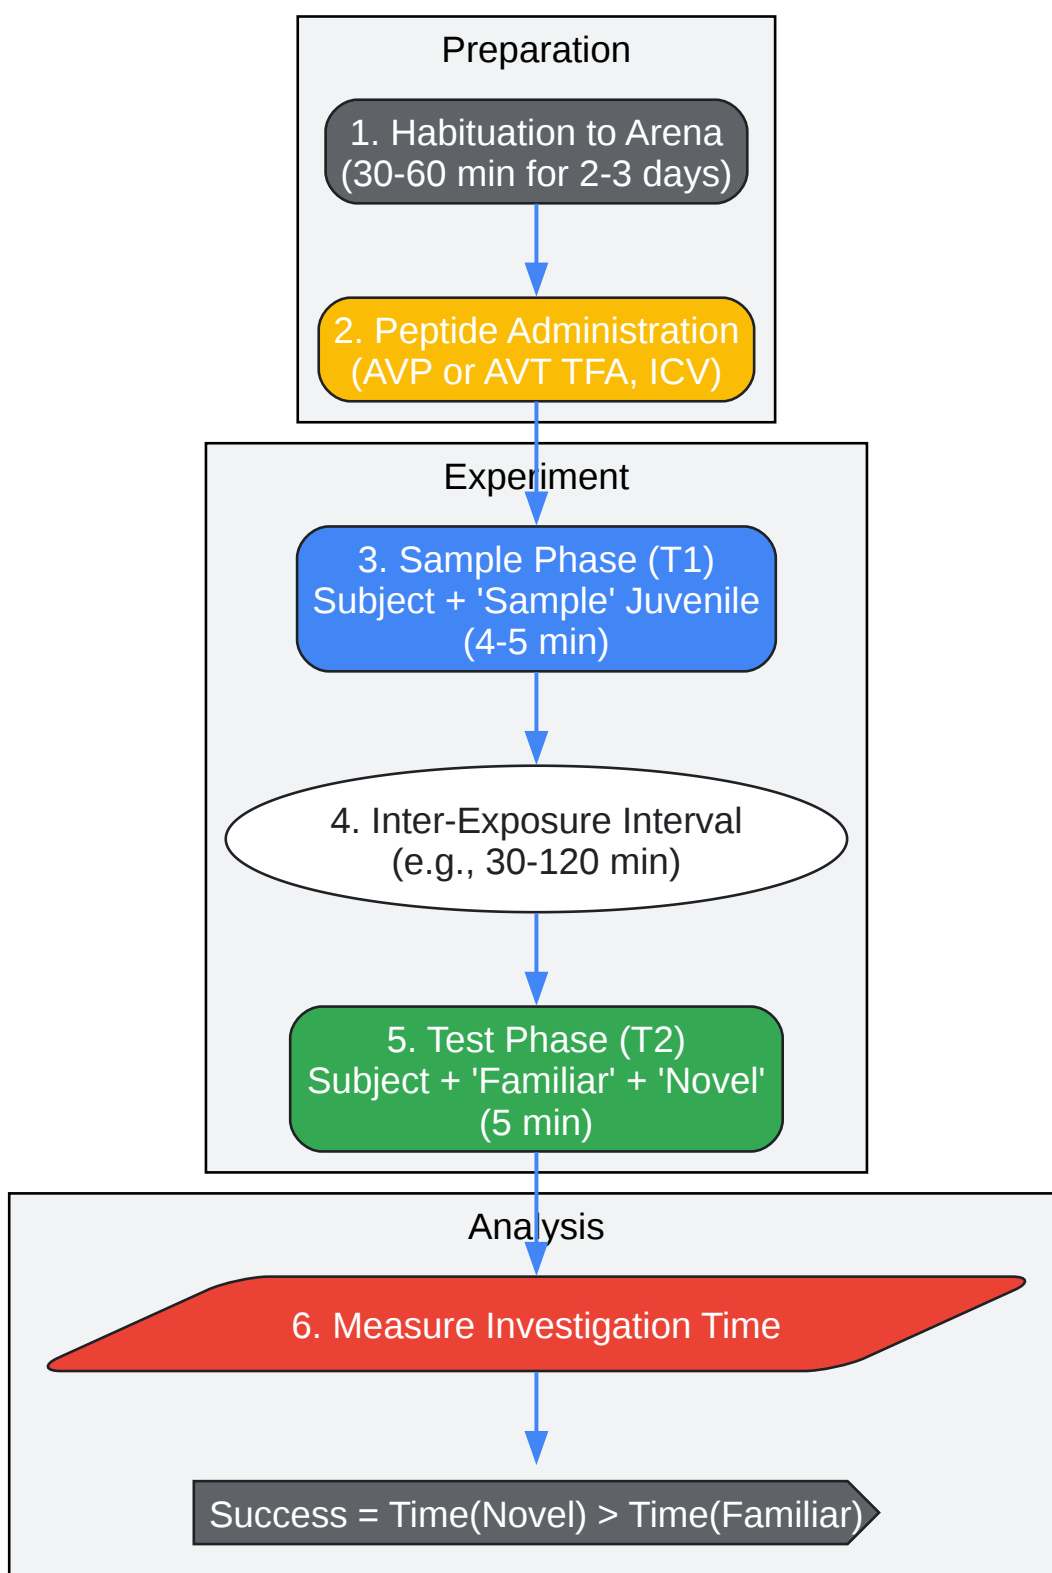 Preparation
1. Habituation to Arena
(30-60 min for 2-3 days)
2. Peptide Administration
(AVP or AVT TFA, ICV)
Experiment
3. Sample Phase (T1)
Subject + 'Sample' Juvenile
(4-5 min)
4. Inter-Exposure Interval
(e.g., 30-120 min)
5. Test Phase (T2)
Subject + 'Familiar' + 'Novel'
(5 min)
Analysis
6. Measure Investigation Time
Success = Time(Novel) > Time(Familiar)